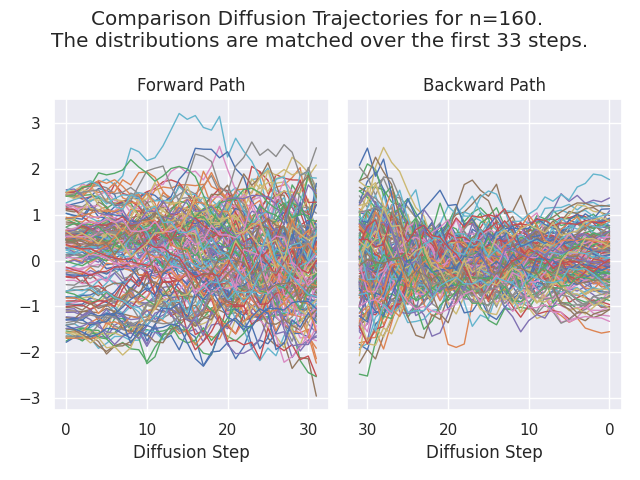 Comparison Diffusion Trajectories for n=160.
The distributions are matched over the first 33 steps.
Forward Path
Backward Path
3
2
1
0
−1
−2
−3
0 10 20 30
30 20 10 0
Diffusion Step
Diffusion Step